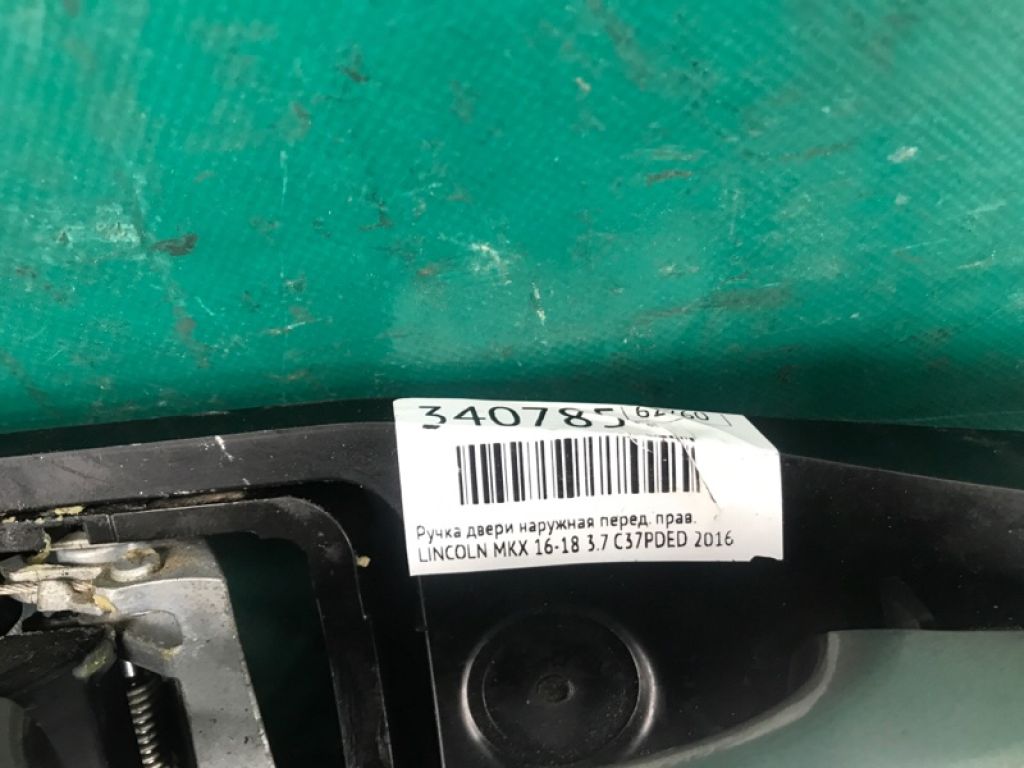 340785
Ручка двери наружная перед. прав.
LINCOLN MKX 16-18 3.7 C37PDED 2016